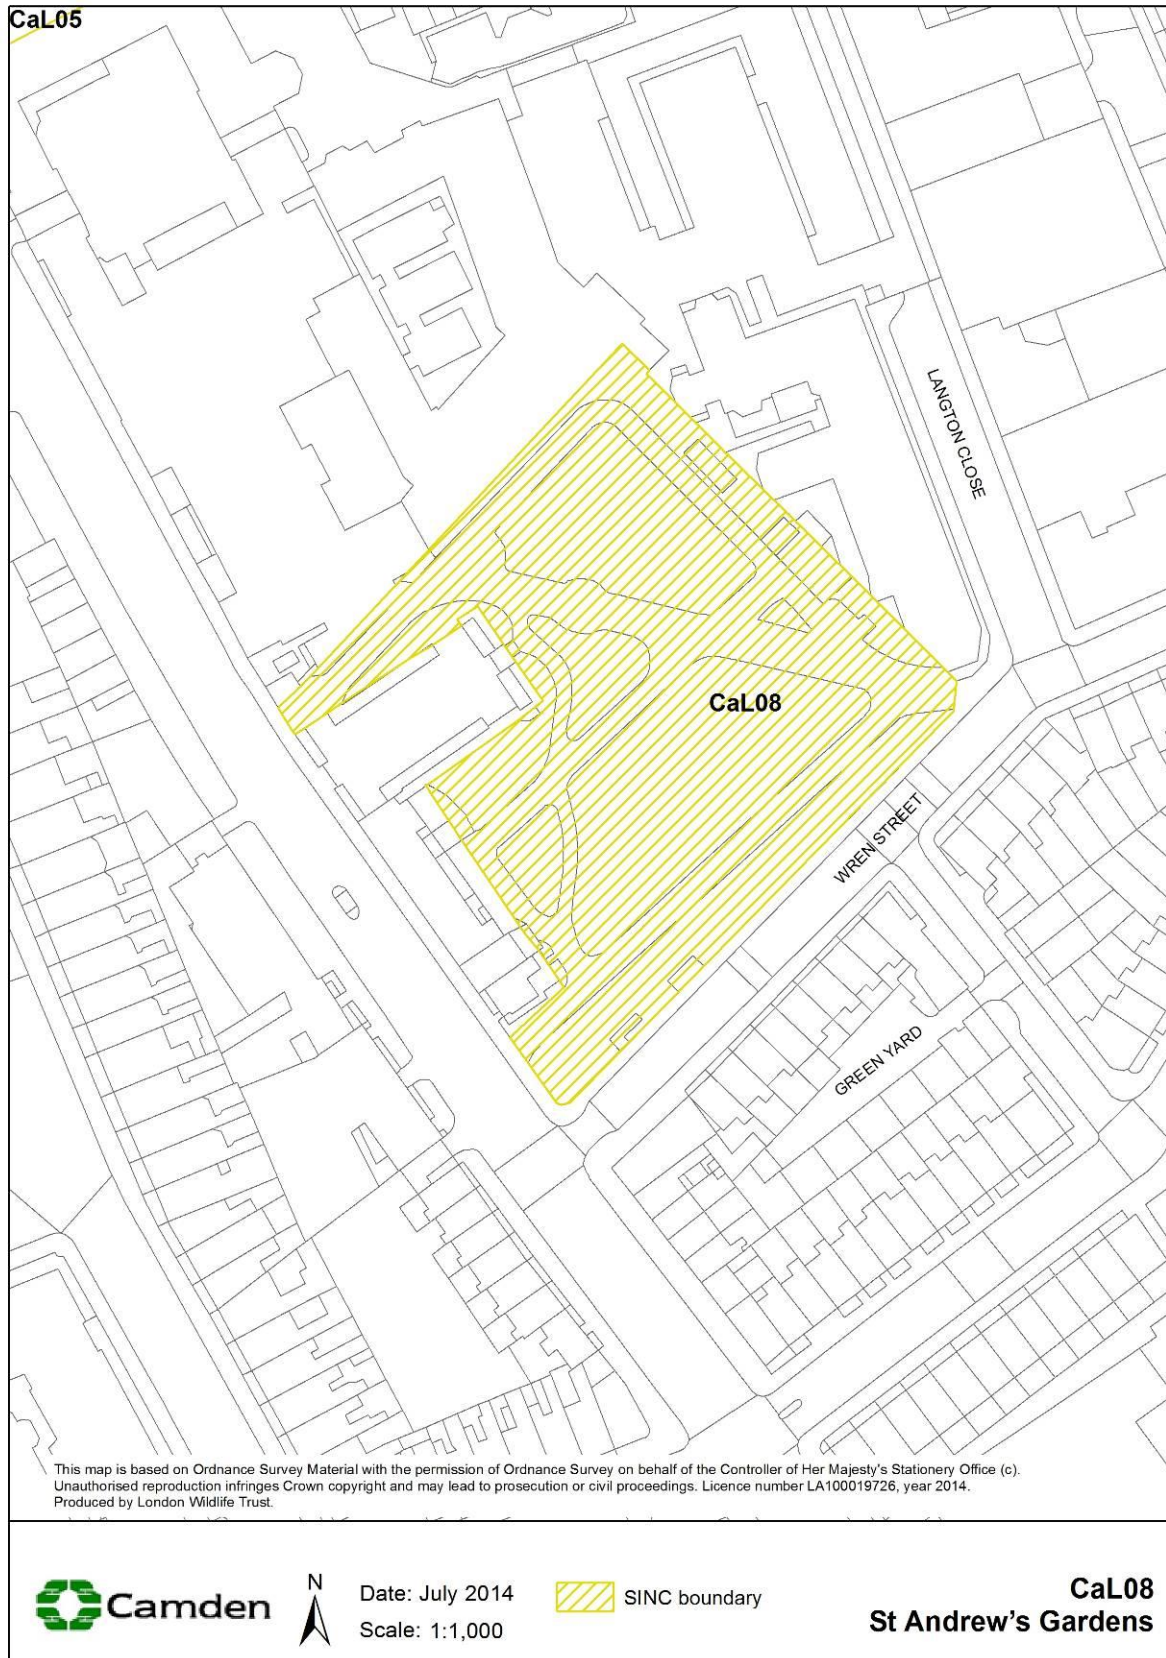 CaL05
LANGTON CLOSE
CaL08
WREN STREET
GREEN YARD
This map is based on Ordnance Survey Material with the permission of Ordnance Survey on behalf of the Controller of Her Majesty's Stationery Office (c).
Unauthorised reproduction infringes Crown copyright and may lead to prosecution or civil proceedings. Licence number LA100019726, year 2014.
Produced by London Wildlife Trust.
Camden
N
Date: July 2014
Scale: 1:1,000
SINC boundary
CaL08
St Andrew's Gardens